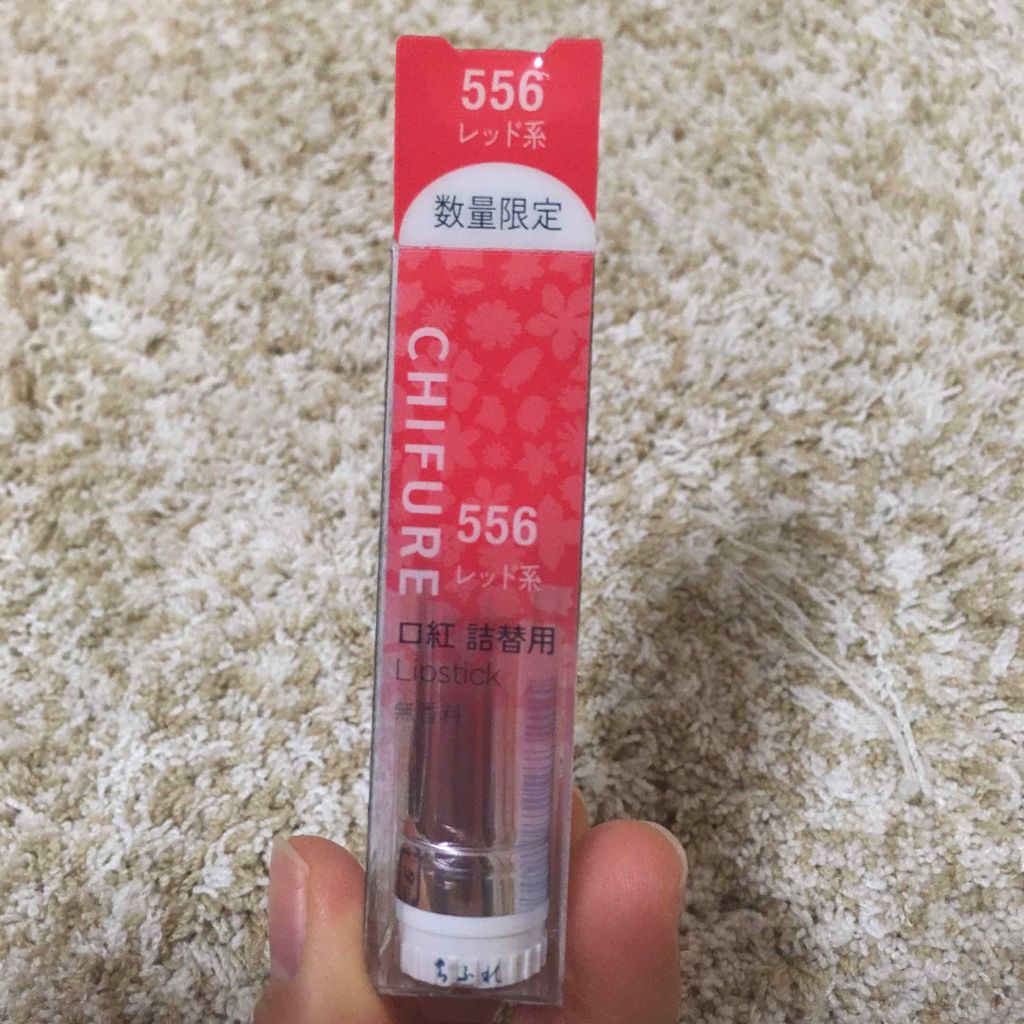 556
レッド系
数量限定
CHIFURE
556
レッド系
口紅 詰替用
Lipstick
無香料
ちふれ